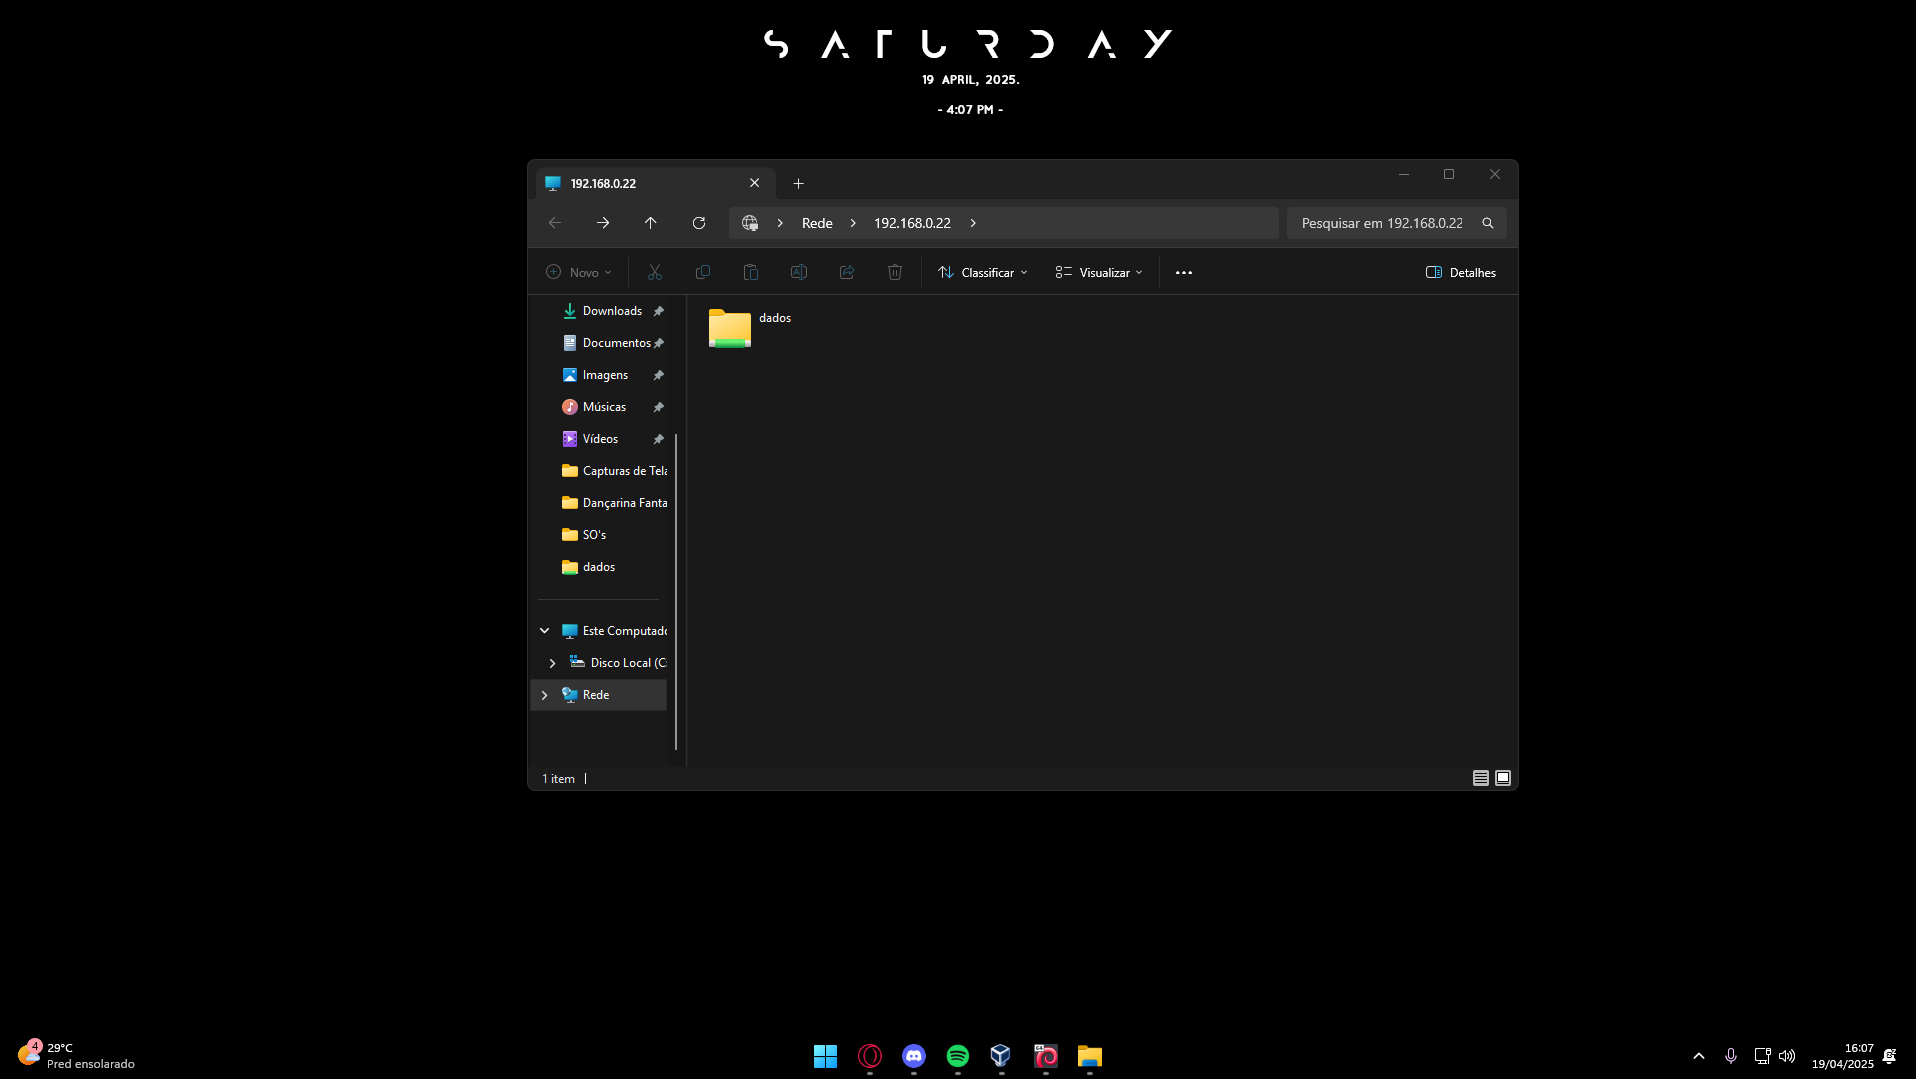 SATURDAY
19 APRIL, 2025.
- 4:07 PM -
192.168.0.22
Rede
192.168.0.22
Pesquisar em 192.168.0.22
Novo
Classificar
Visualizar
Detalhes
Downloads
Documentos
Imagens
Músicas
Vídeos
Capturas de Tela
Dançarina Fanta
SO's
dados
Este Computado
Disco Local (C:
Rede
dados
1 item
4
29°C
Pred ensolarado
64
16:07
19/04/2025